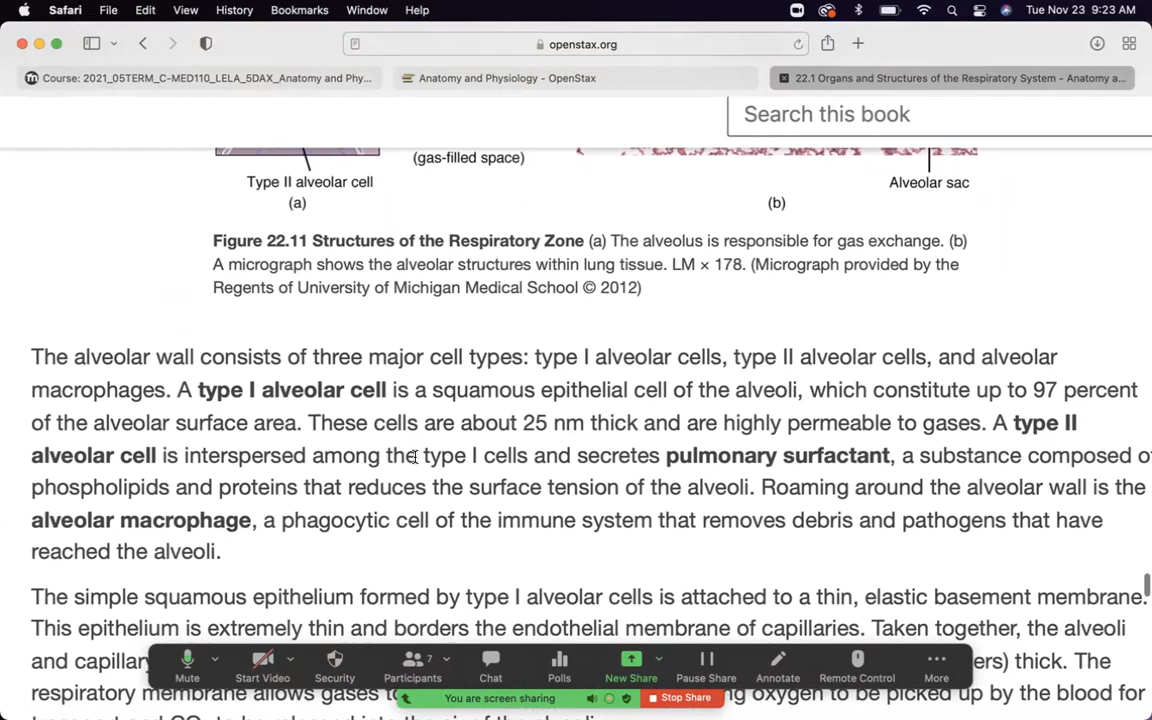 Safari File Edit View History Bookmarks Window Help Tue Nov 23 9:23 AM
openstax.org
Course: 2021_05TERM_C-MED110_LELA_5DAX_Anatomy and Phy... Anatomy and Physiology - OpenStax 22.1 Organs and Structures of the Respiratory System - Anatomy a...
Search this book
(gas-filled space)
Type II alveolar cell Alveolar sac
(a) (b)
Figure 22.11 Structures of the Respiratory Zone (a) The alveolus is responsible for gas exchange. (b)
A micrograph shows the alveolar structures within lung tissue. LM × 178. (Micrograph provided by the
Regents of University of Michigan Medical School © 2012)
The alveolar wall consists of three major cell types: type I alveolar cells, type II alveolar cells, and alveolar
macrophages. A type I alveolar cell is a squamous epithelial cell of the alveoli, which constitute up to 97 percent
of the alveolar surface area. These cells are about 25 nm thick and are highly permeable to gases. A type II
alveolar cell is interspersed among the type I cells and secretes pulmonary surfactant, a substance composed of
phospholipids and proteins that reduces the surface tension of the alveoli. Roaming around the alveolar wall is the
alveolar macrophage, a phagocytic cell of the immune system that removes debris and pathogens that have
reached the alveoli.
The simple squamous epithelium formed by type I alveolar cells is attached to a thin, elastic basement membrane.
This epithelium is extremely thin and borders the endothelial membrane of capillaries. Taken together, the alveoli
and capillary ers) thick. The
respiratory membrane allows gases to oxygen to be picked up by the blood for
Mute Start Video Security Participants 7 Chat Polls New Share Pause Share Annotate Remote Control More
You are screen sharing Stop Share